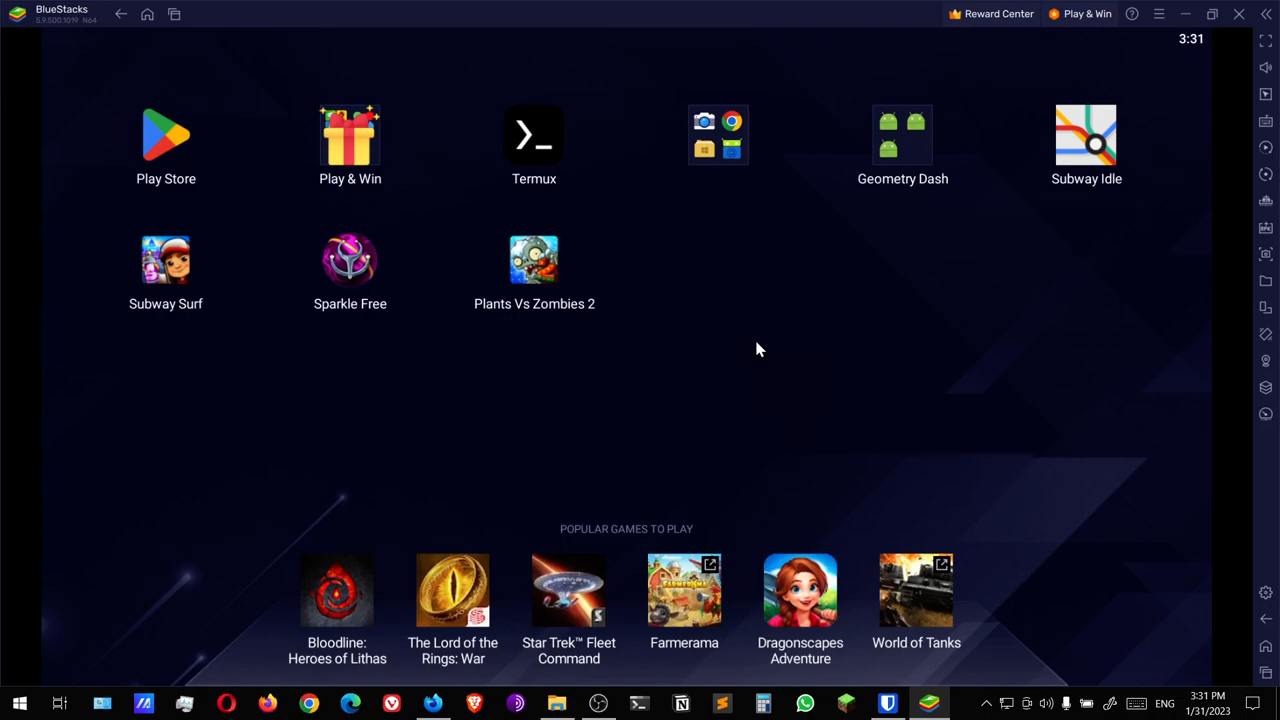 BlueStacks
5.9.500.1019 N64
Reward Center
Play & Win
3:31
Play Store
Play & Win
Termux
Geometry Dash
Subway Idle
Subway Surf
Sparkle Free
Plants Vs Zombies 2
POPULAR GAMES TO PLAY
Bloodline: Heroes of Lithas
The Lord of the Rings: War
Star Trek™ Fleet Command
Farmerama
Dragonscapes Adventure
World of Tanks
ENG
3:31 PM
1/31/2023